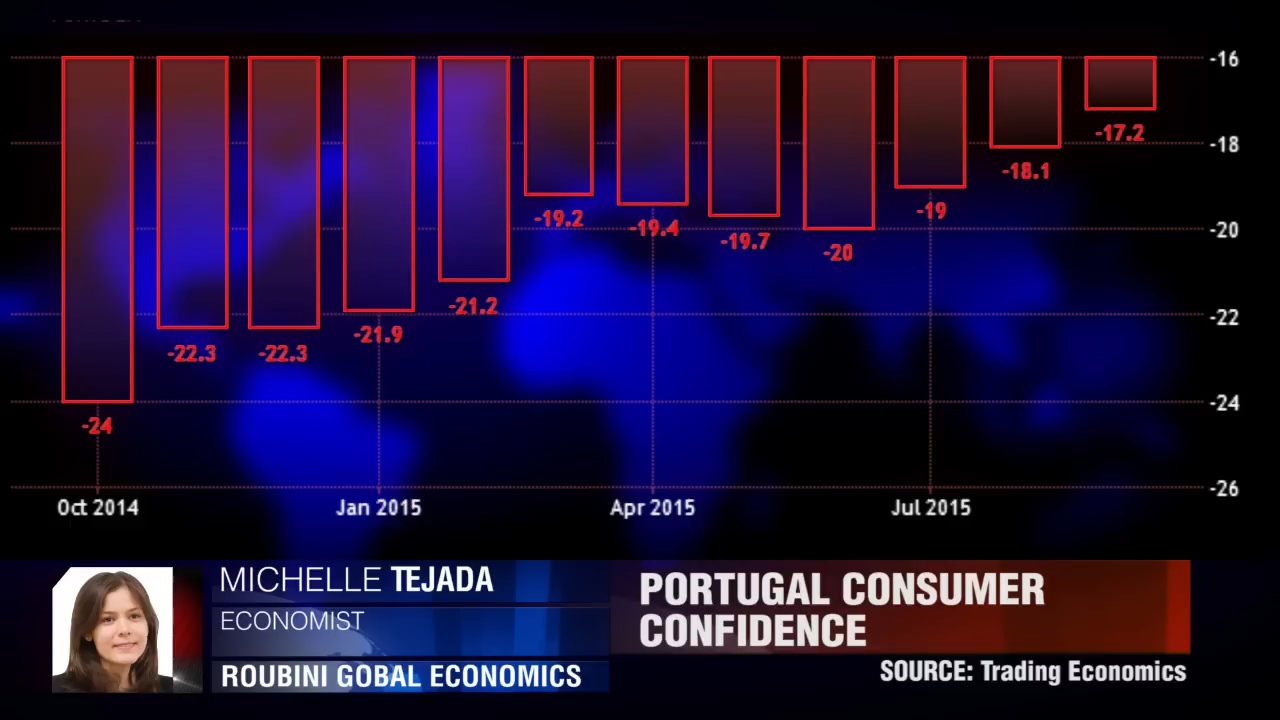 -16
-17.2
-18
-18.1
-19
-19.2
-19.4
-19.7
-20
-20
-21.2
-21.9
-22
-22.3
-22.3
-24
-24
-26
Oct 2014
Jan 2015
Apr 2015
Jul 2015
MICHELLE TEJADA
ECONOMIST
ROUBINI GOBAL ECONOMICS
PORTUGAL CONSUMER
CONFIDENCE
SOURCE: Trading Economics